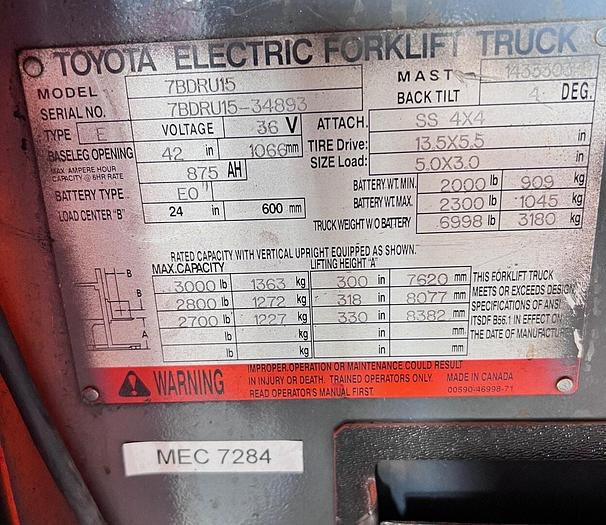 TOYOTA ELECTRIC FORKLIFT TRUCK
MODEL 7BDRU15 MAST
SERIAL NO. 7BDRU15-34893 BACK TILT 4 DEG.
TYPE E VOLTAGE 36 V ATTACH. SS 4X4
BASELEG OPENING 42 in 1066 mm TIRE Drive: 13.5X5.5 in
MAX. AMPERE HOUR CAPACITY @ 6HR RATE 875 AH SIZE Load: 5.0X3.0 in
BATTERY TYPE EO BATTERY WT. MIN. 2000 lb 909 kg
LOAD CENTER "B" 24 in 600 mm BATTERY WT. MAX. 2300 lb 1045 kg
TRUCK WEIGHT W/O BATTERY 6998 lb 3180 kg
RATED CAPACITY WITH VERTICAL UPRIGHT EQUIPPED AS SHOWN.
MAX. CAPACITY LIFTING HEIGHT "A"
3000 lb 1363 kg 300 in 7620 mm
2800 lb 1272 kg 318 in 8077 mm
2700 lb 1227 kg 330 in 8382 mm
lb kg in mm
lb kg in mm
B
B
A
THIS FORKLIFT TRUCK
MEETS OR EXCEEDS DESIGN
SPECIFICATIONS OF ANSI
ITSDF B56.1 IN EFFECT ON
THE DATE OF MANUFACTURE
WARNING
IMPROPER OPERATION OR MAINTENANCE COULD RESULT
IN INJURY OR DEATH. TRAINED OPERATORS ONLY.
READ OPERATOR'S MANUAL FIRST.
MADE IN CANADA
00590-46998-71
MEC 7284